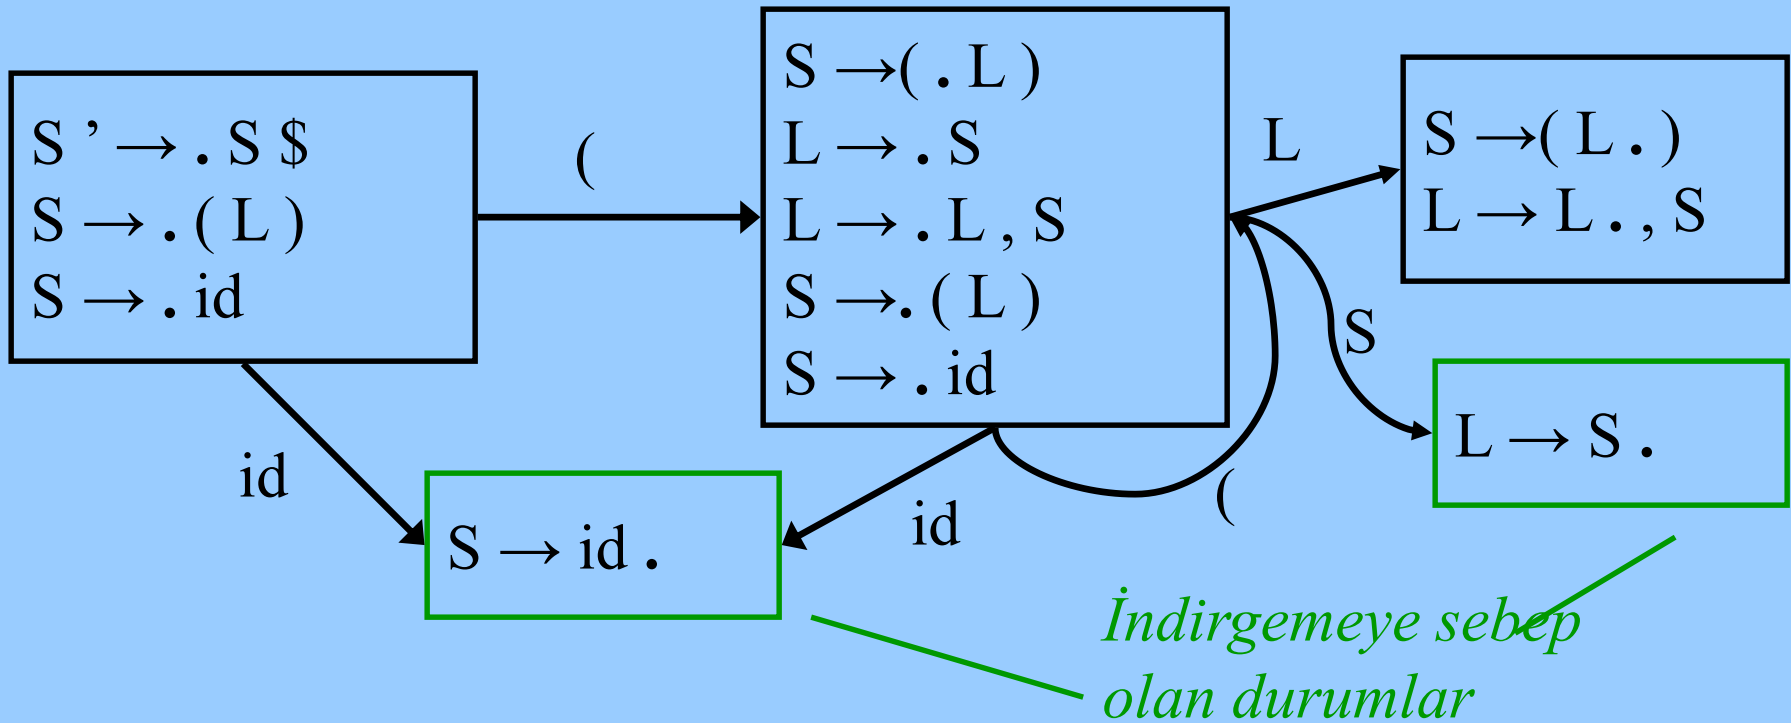 S ’ → . S $
S → . ( L )
S → . id
(
id
S → ( . L )
L → . S
L → . L , S
S → . ( L )
S → . id
L
S → ( L . )
L → L . , S
S
L → S .
(
id
S → id .
İndirgemeye sebep
olan durumlar